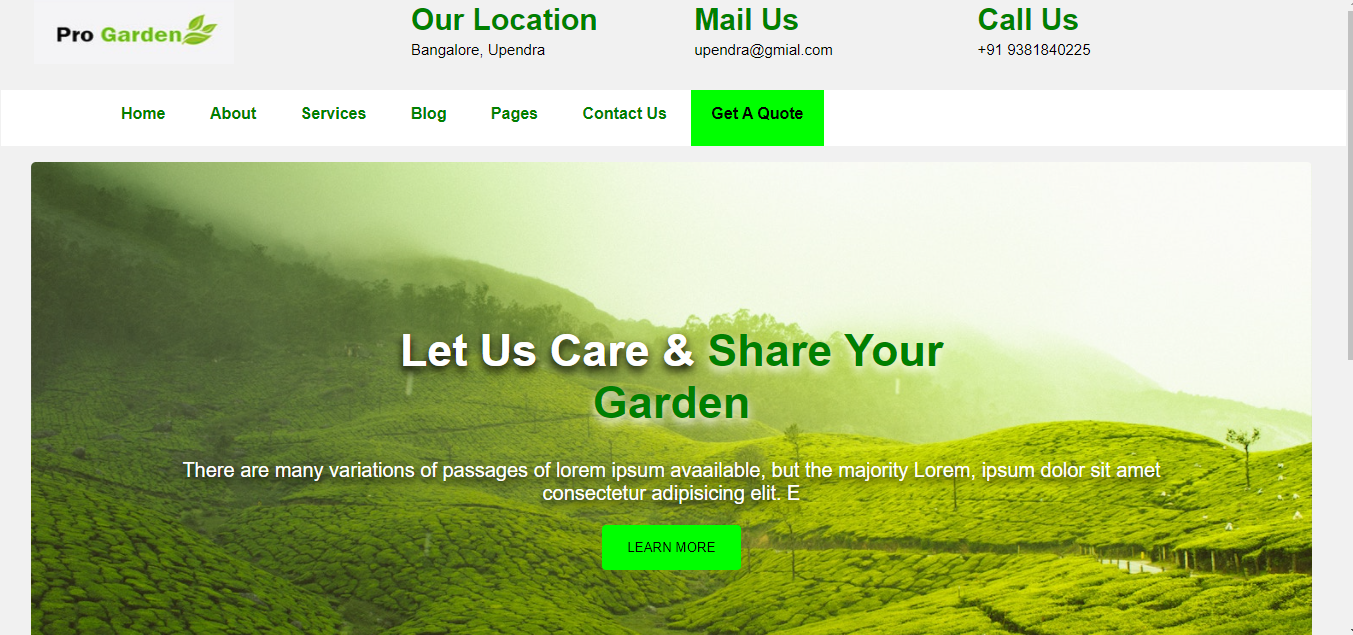 Pro Garden
Our Location
Bangalore, Upendra
Mail Us
upendra@gmial.com
Call Us
+91 9381840225
Home About Services Blog Pages Contact Us Get A Quote
Let Us Care & Share Your
Garden
There are many variations of passages of lorem ipsum avaailable, but the majority Lorem, ipsum dolor sit amet
consectetur adipisicing elit. E
LEARN MORE